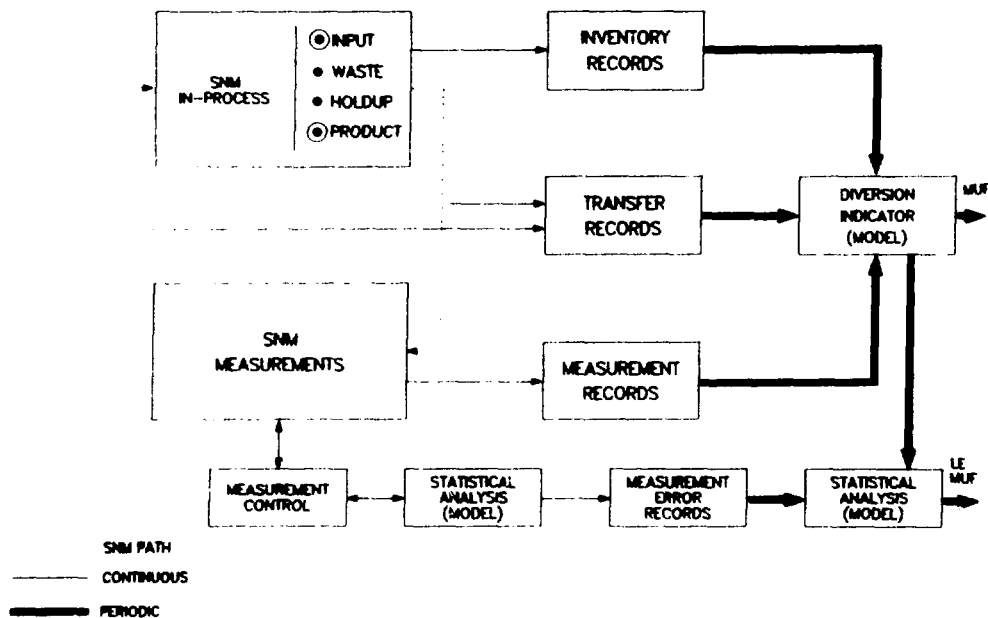 INPUT
WASTE
SNM
IN-PROCESS
HOLDUP
PRODUCT
INVENTORY
RECORDS
TRANSFER
RECORDS
DIVERSION
INDICATOR
(MODEL)
MUF
SNM
MEASUREMENTS
MEASUREMENT
RECORDS
MEASUREMENT
CONTROL
STATISTICAL
ANALYSIS
(MODEL)
MEASUREMENT
ERROR
RECORDS
STATISTICAL
ANALYSIS
(MODEL)
LE
MUF
SNM PATH
CONTINUOUS
PERIODIC